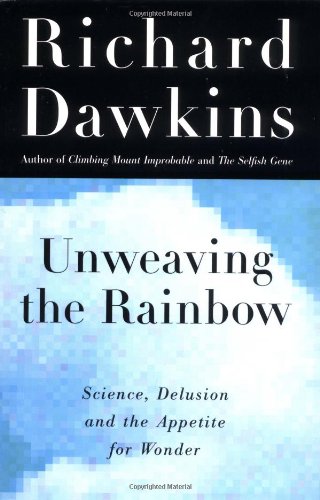 Richard
Dawkins
Author of Climbing Mount Improbable and The Selfish Gene
Unweaving
the Rainbow
Science, Delusion
and the Appetite
for Wonder